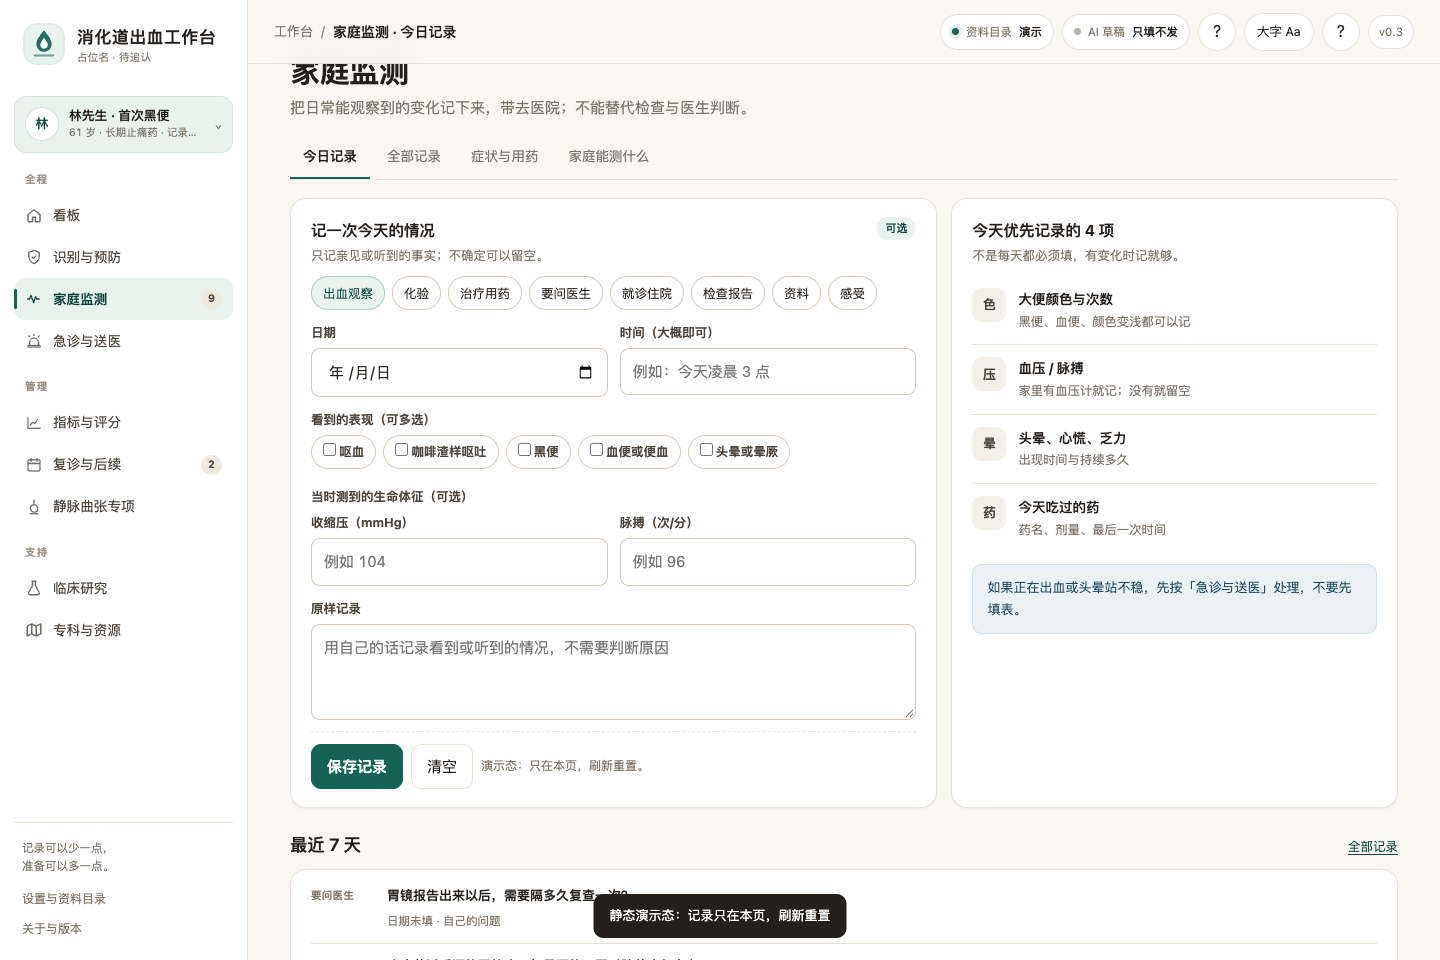 消化道出血工作台
占位名 · 待追认
林
林先生 · 首次黑便
61 岁 · 长期止痛药 · 记录...
全程
看板
识别与预防
家庭监测
9
急诊与送医
管理
指标与评分
复诊与后续
2
静脉曲张专项
支持
临床研究
专科与资源
记录可以少一点，
准备可以多一点。
设置与资料目录
关于与版本
工作台 / 家庭监测 · 今日记录
资料目录 演示
AI 草稿 只填不发
?
大字 Aa
?
v0.3
家庭监测
把日常能观察到的变化记下来，带去医院；不能替代检查与医生判断。
今日记录
全部记录
症状与用药
家庭能测什么
记一次今天的情况
可选
只记亲见或听到的事实；不确定可以留空。
出血观察
化验
治疗用药
要问医生
就诊住院
检查报告
资料
感受
日期
时间（大概即可）
年 /月/日
例如：今天凌晨 3 点
看到的表现（可多选）
呕血
咖啡渣样呕吐
黑便
血便或便血
头晕或晕厥
当时测到的生命体征（可选）
收缩压（mmHg）
脉搏（次/分）
例如 104
例如 96
原样记录
用自己的话记录看到或听到的情况，不需要判断原因
保存记录
清空
演示态：只在本页，刷新重置。
今天优先记录的 4 项
不是每天都必须填，有变化时记就够。
色
大便颜色与次数
黑便、血便、颜色变浅都可以记
压
血压 / 脉搏
家里有血压计就记；没有就留空
晕
头晕、心慌、乏力
出现时间与持续多久
药
今天吃过的药
药名、剂量、最后一次时间
如果正在出血或头晕站不稳，先按「急诊与送医」处理，不要先
填表。
最近 7 天
全部记录
要问医生
胃镜报告出来以后，需要隔多久复查一次？
日期未填 · 自己的问题
静态演示态：记录只在本页，刷新重置